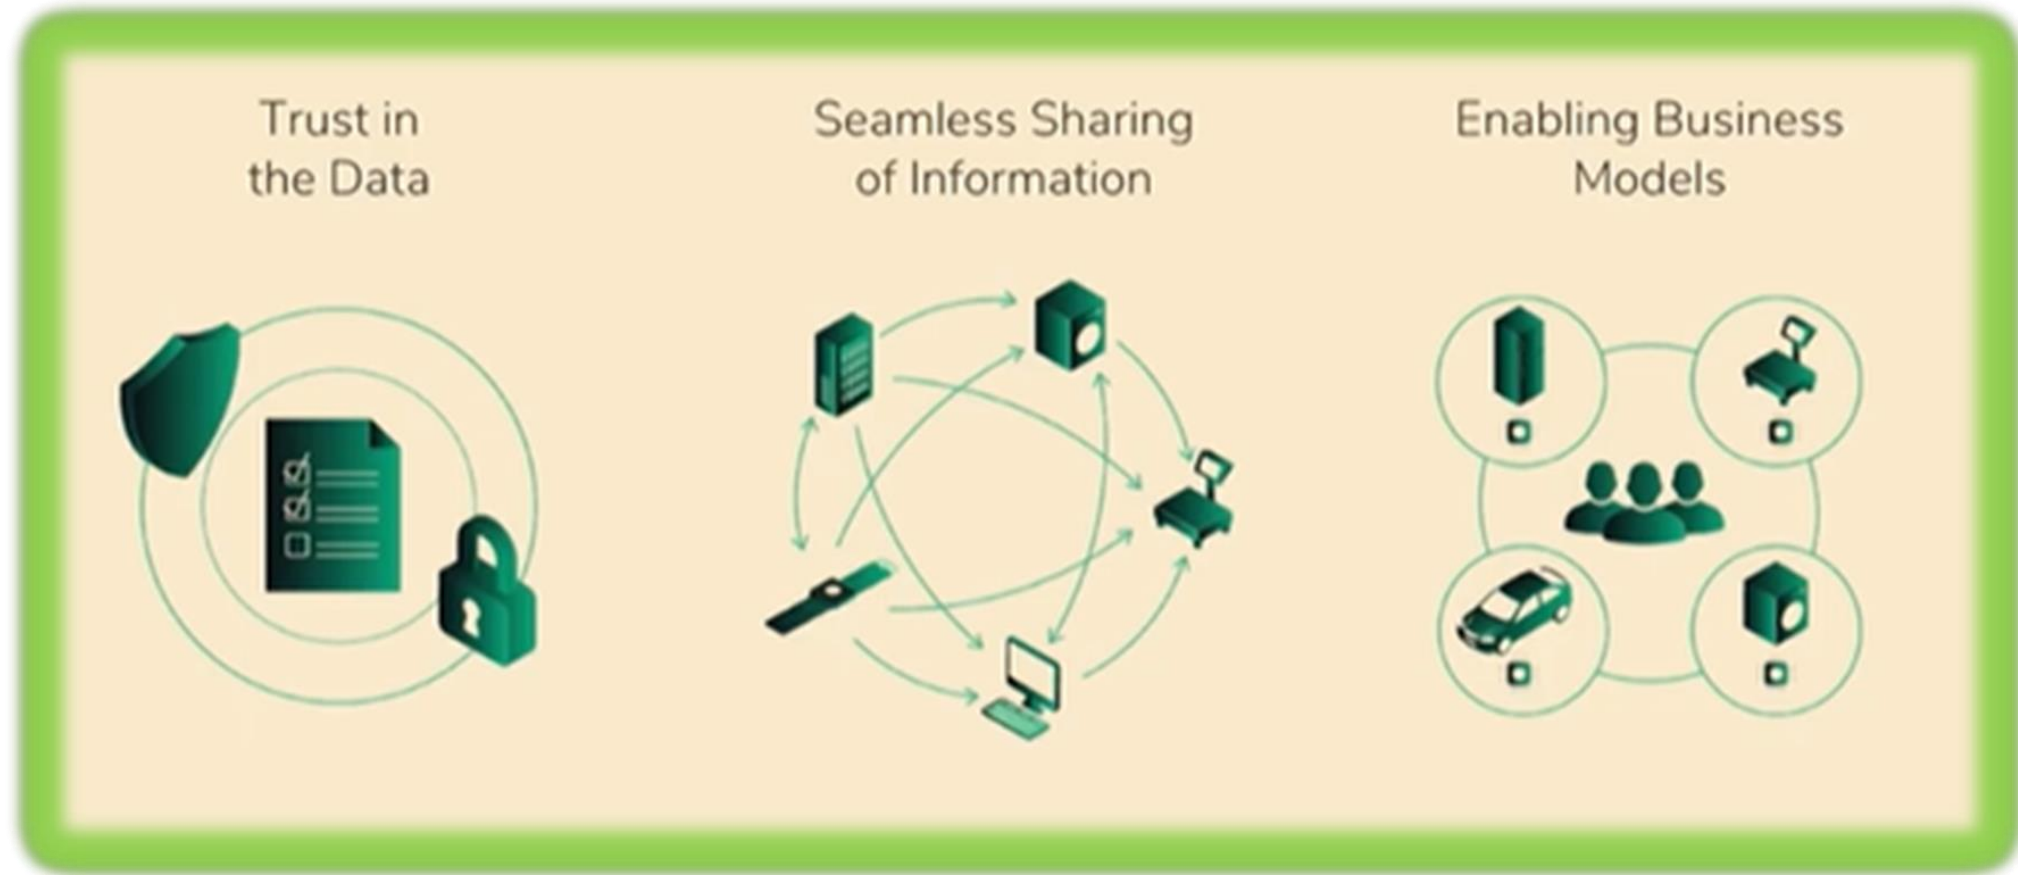 Trust in
the Data
Seamless Sharing
of Information
Enabling Business
Models